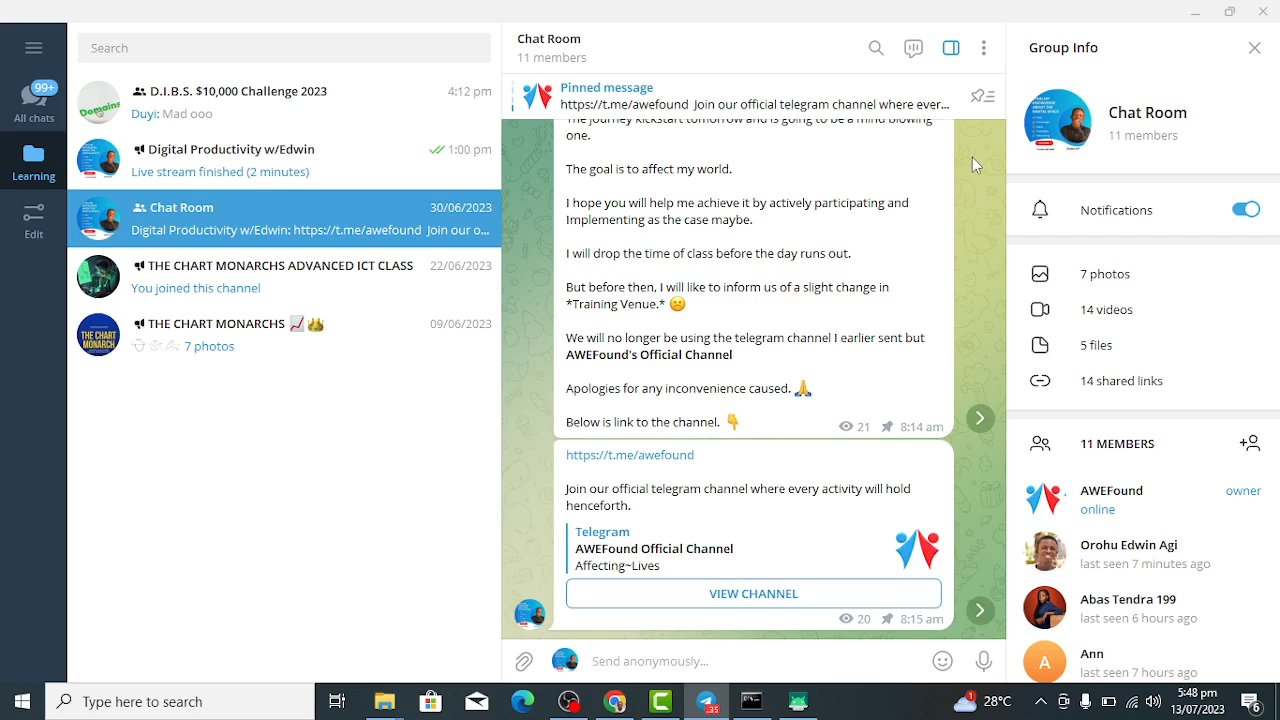 99+
All chats
Learning
Edit
Search
D.I.B.S. $10,000 Challenge 2023
4:12 pm
Duyi: Mad ooo
Domains
Digital Productivity w/Edwin
1:00 pm
Live stream finished (2 minutes)
Chat Room
30/06/2023
Digital Productivity w/Edwin: https://t.me/awefound Join our o...
THE CHART MONARCHS ADVANCED ICT CLASS
22/06/2023
You joined this channel
THE CHART MONARCHS 📈👑
09/06/2023
7 photos
THE CHART
MONARCH
Chat Room
11 members
Pinned message
https://t.me/awefound Join our official telegram channel where ever...
The journey kickstart tomorrow and its going to be a mind blowing
one.
The goal is to affect my world.
I hope you will help me achieve it by actively participating and
Implementing as the case maybe.
I will drop the time of class before the day runs out.
But before then, I will like to inform us of a slight change in
*Training Venue.* ☹️
We will no longer be using the telegram channel I earlier sent but
AWEFound's Official Channel
Apologies for any inconvenience caused. 🙏
Below is link to the channel. 👇
21
8:14 am
https://t.me/awefound
Join our official telegram channel where every activity will hold
henceforth.
Telegram
AWEFound Official Channel
Affecting~Lives
VIEW CHANNEL
20
8:15 am
Send anonymously...
Group Info
Chat Room
11 members
Notifications
7 photos
14 videos
5 files
14 shared links
11 MEMBERS
AWEFound
owner
online
Orohu Edwin Agi
last seen 7 minutes ago
Abas Tendra 199
last seen 6 hours ago
A
Ann
last seen 7 hours ago
Type here to search
35
1
28°C
5:48 pm
13/07/2023
6